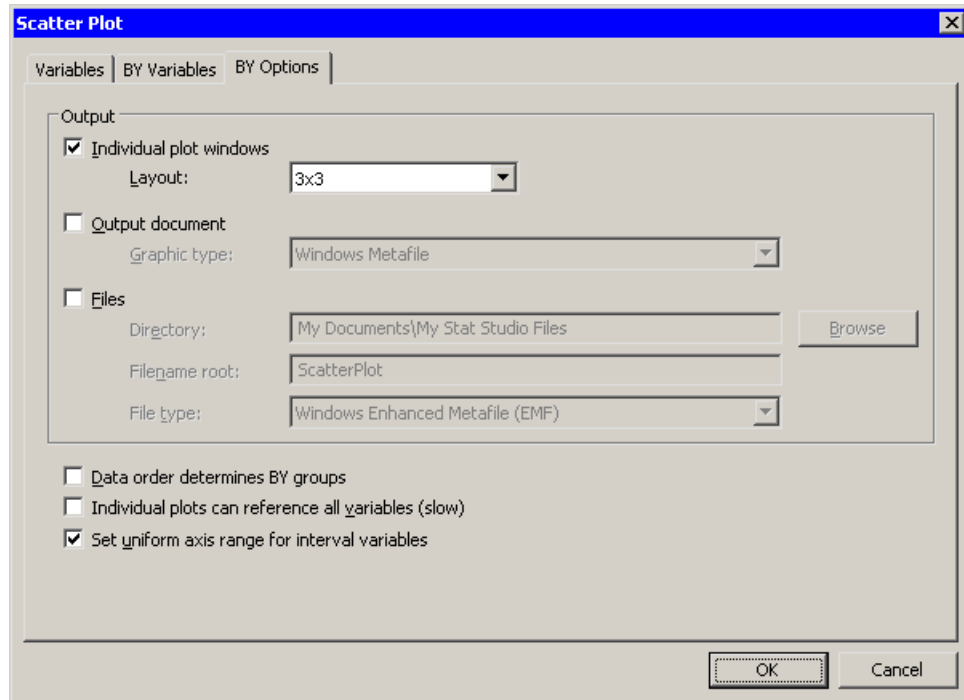 Scatter Plot
Variables BY Variables BY Options
Output
Individual plot windows
Layout: 3x3
Output document
Graphic type: Windows Metafile
Files
Directory: My Documents\My Stat Studio Files Browse
Filename root: ScatterPlot
File type: Windows Enhanced Metafile (EMF)
Data order determines BY groups
Individual plots can reference all variables (slow)
Set uniform axis range for interval variables
OK Cancel